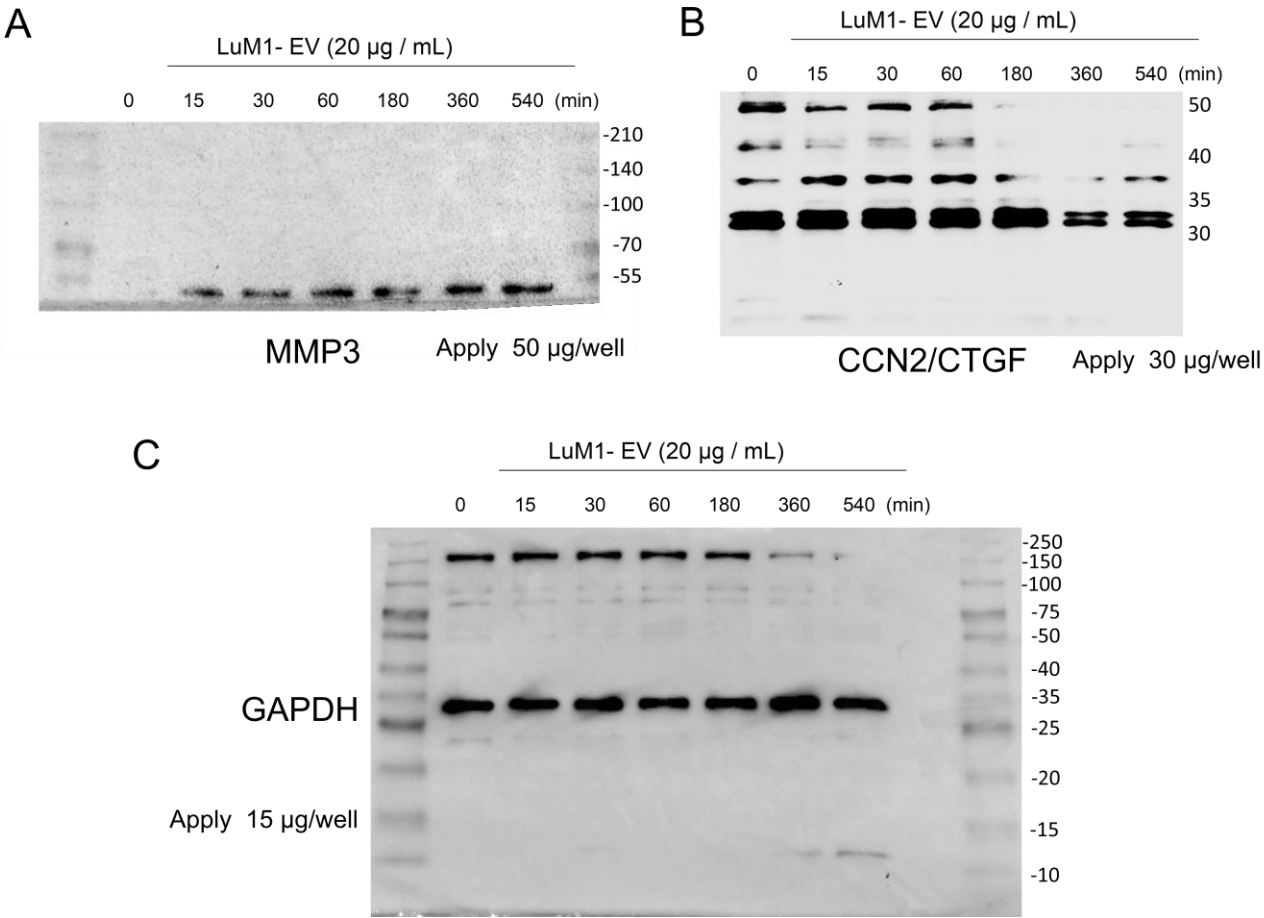 A
LuM1- EV (20 µg / mL)
0 15 30 60 180 360 540 (min)
-210
-140
-100
-70
-55
MMP3 Apply 50 µg/well
B
LuM1- EV (20 µg / mL)
0 15 30 60 180 360 540 (min)
50
40
35
30
CCN2/CTGF Apply 30 µg/well
C
LuM1- EV (20 µg / mL)
0 15 30 60 180 360 540 (min)
-250
-150
-100
-75
-50
-40
GAPDH -35
-25
-20
Apply 15 µg/well
-15
-10